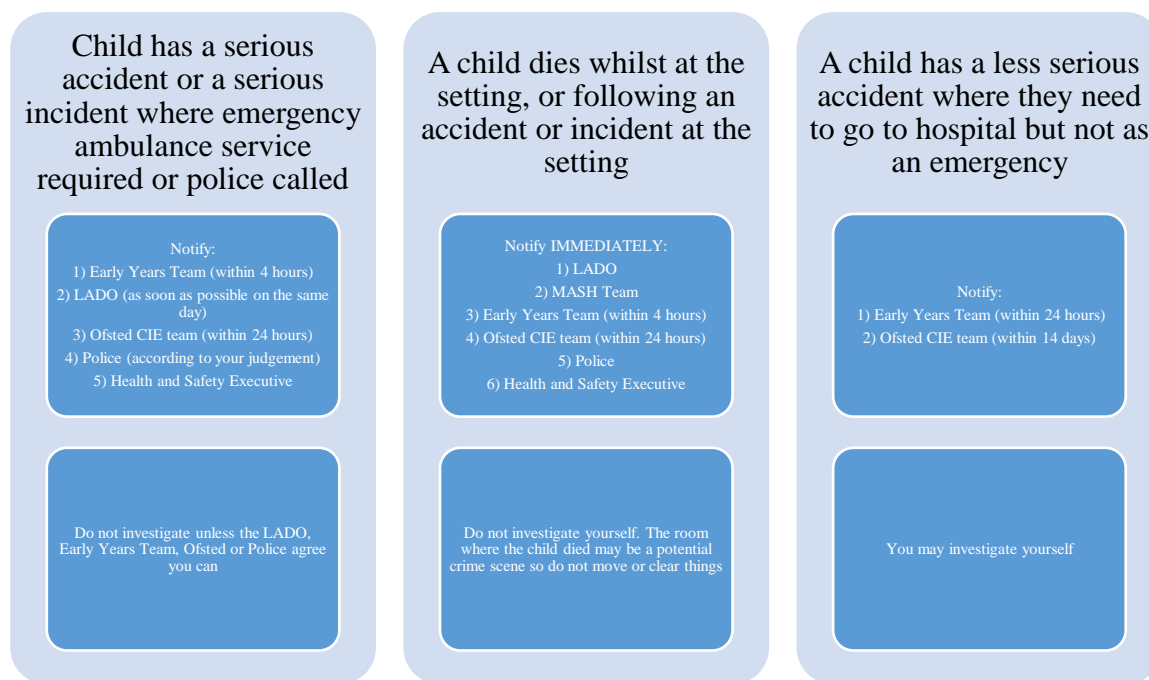 Child has a serious
accident or a serious
incident where emergency
ambulance service
required or police called
Notify:
1) Early Years Team (within 4 hours)
2) LADO (as soon as possible on the same
day)
3) Ofsted CIE team (within 24 hours)
4) Police (according to your judgement)
5) Health and Safety Executive
Do not investigate unless the LADO,
Early Years Team, Ofsted or Police agree
you can
A child dies whilst at the
setting, or following an
accident or incident at the
setting
Notify IMMEDIATELY:
1) LADO
2) MASH Team
3) Early Years Team (within 4 hours)
4) Ofsted CIE team (within 24 hours)
5) Police
6) Health and Safety Executive
Do not investigate yourself. The room
where the child died may be a potential
crime scene so do not move or clear things
A child has a less serious
accident where they need
to go to hospital but not as
an emergency
Notify:
1) Early Years Team (within 24 hours)
2) Ofsted CIE team (within 14 days)
You may investigate yourself